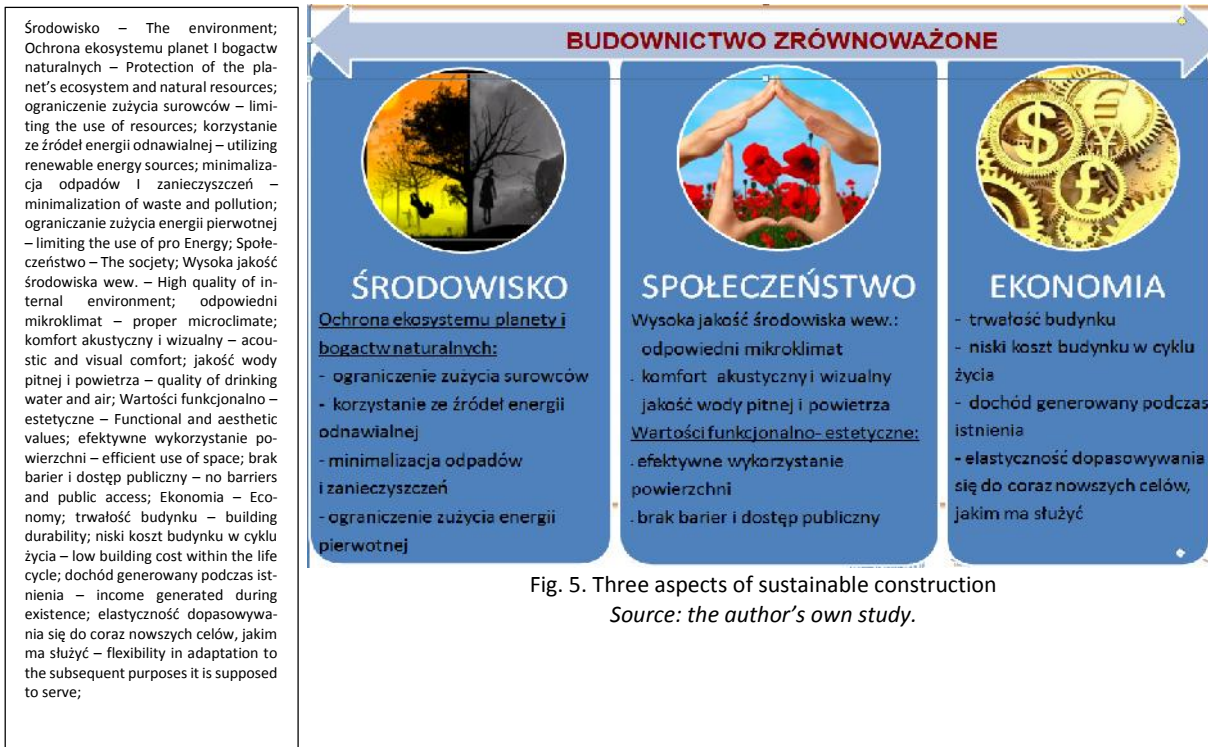 Środowisko – The environment;
Ochrona ekosystemu planet I bogactw
naturalnych – Protection of the pla-
net’s ecosystem and natural resources;
ograniczenie zużycia surowców – limi-
ting the use of resources; korzystanie
ze źródeł energii odnawialnej – utilizing
renewable energy sources; minimaliza-
cja odpadów I zanieczyszczeń –
minimalization of waste and pollution;
ograniczanie zużycia energii pierwotnej
– limiting the use of pro Energy; Społe-
czeństwo – The socjety; Wysoka jakość
środowiska wew. – High quality of in-
ternal environment; odpowiedni
mikroklimat – proper microclimate;
komfort akustyczny i wizualny – acou-
stic and visual comfort; jakość wody
pitnej i powietrza – quality of drinking
water and air; Wartości funkcjonalno –
estetyczne – Functional and aesthetic
values; efektywne wykorzystanie po-
wierzchni – efficient use of space; brak
barier i dostęp publiczny – no barriers
and public access; Ekonomia – Eco-
nomy; trwałość budynku – building
durability; niski koszt budynku w cyklu
życia – low building cost within the life
cycle; dochód generowany podczas ist-
nienia – income generated during
existence; elastyczność dopasowywa-
nia się do coraz nowszych celów, jakim
ma służyć – flexibility in adaptation to
the subsequent purposes it is supposed
to serve;
BUDOWNICTWO ZRÓWNOWAŻONE
ŚRODOWISKO
Ochrona ekosystemu planety i
bogactw naturalnych:
- ograniczenie zużycia surowców
- korzystanie ze źródeł energii
odnawialnej
- minimalizacja odpadów
i zanieczyszczeń
- ograniczenie zużycia energii
pierwotnej
SPOŁECZEŃSTWO
Wysoka jakość środowiska wew.:
odpowiedni mikroklimat
. komfort akustyczny i wizualny
jakość wody pitnej i powietrza
Wartości funkcjonalno- estetyczne:
. efektywne wykorzystanie
powierzchni
. brak barier i dostęp publiczny
EKONOMIA
- trwałość budynku
- niski koszt budynku w cyklu
życia
- dochód generowany podczas
istnienia
- elastyczność dopasowywania
się do coraz nowszych celów,
jakim ma służyć
Fig. 5. Three aspects of sustainable construction
Source: the author’s own study.